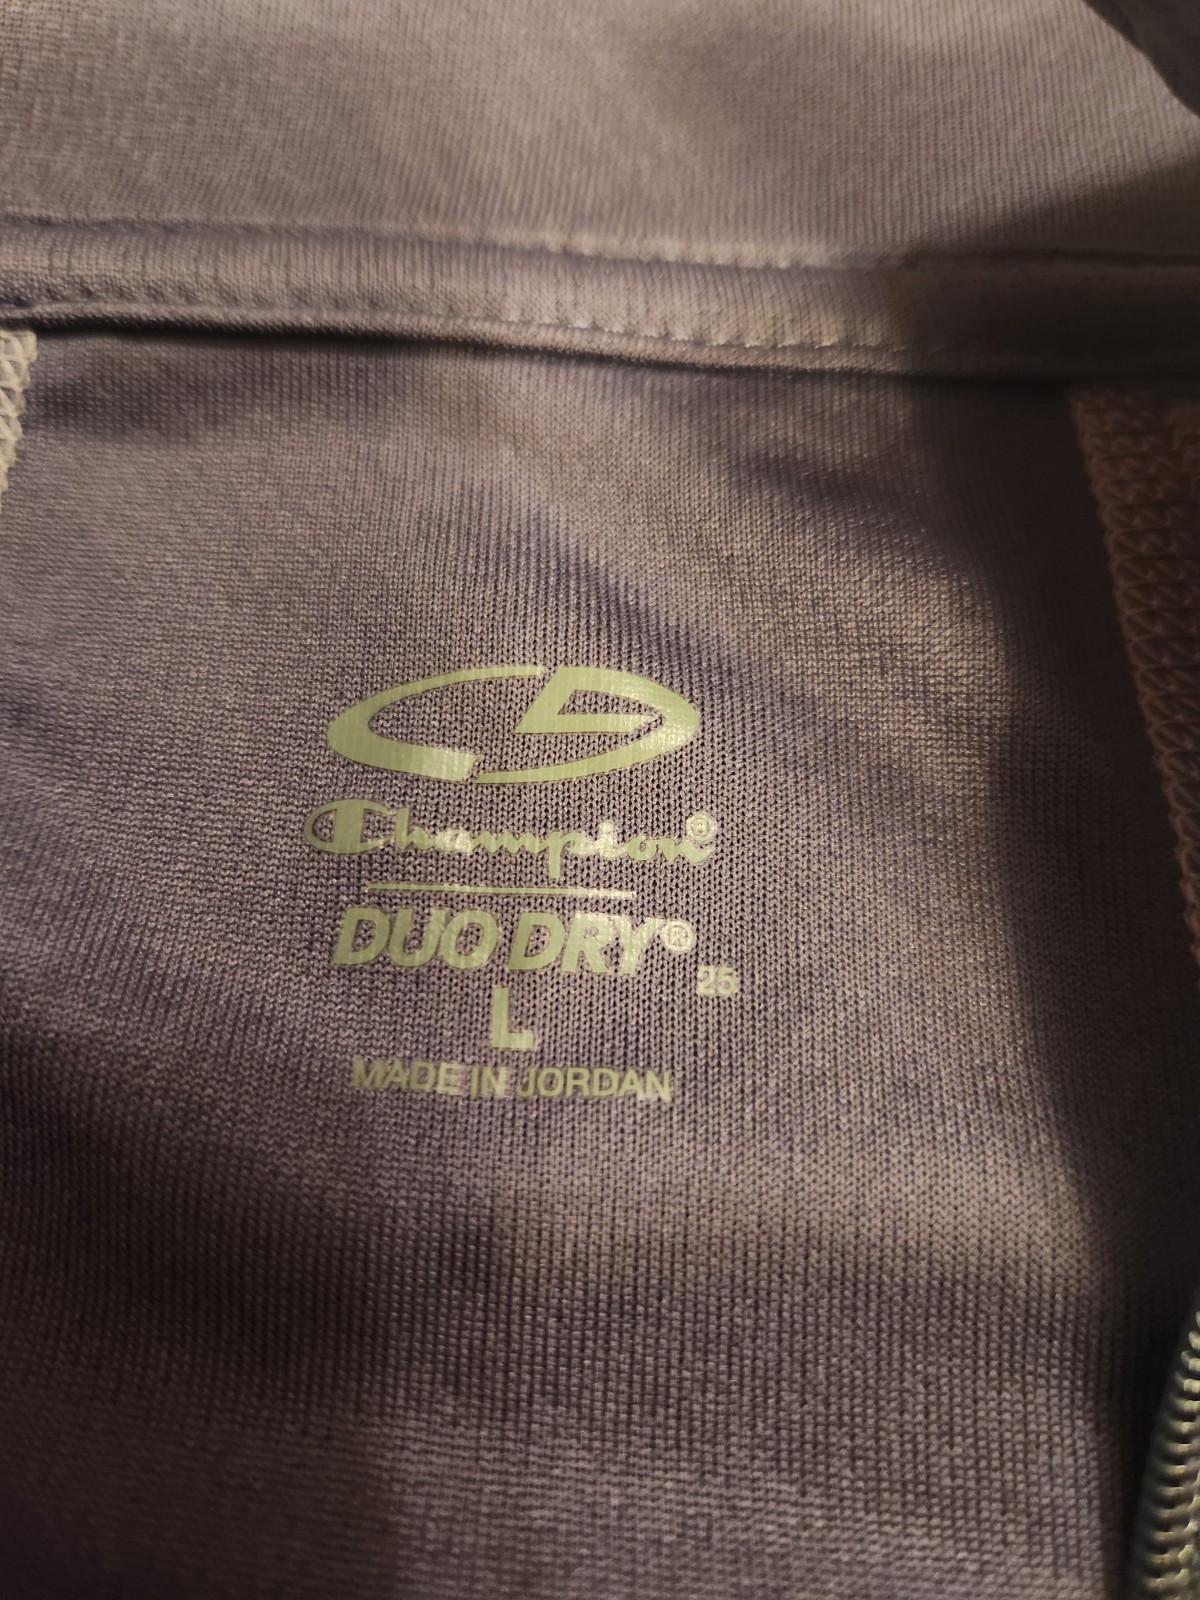 Champion®
DUO DRY®
25
L
MADE IN JORDAN